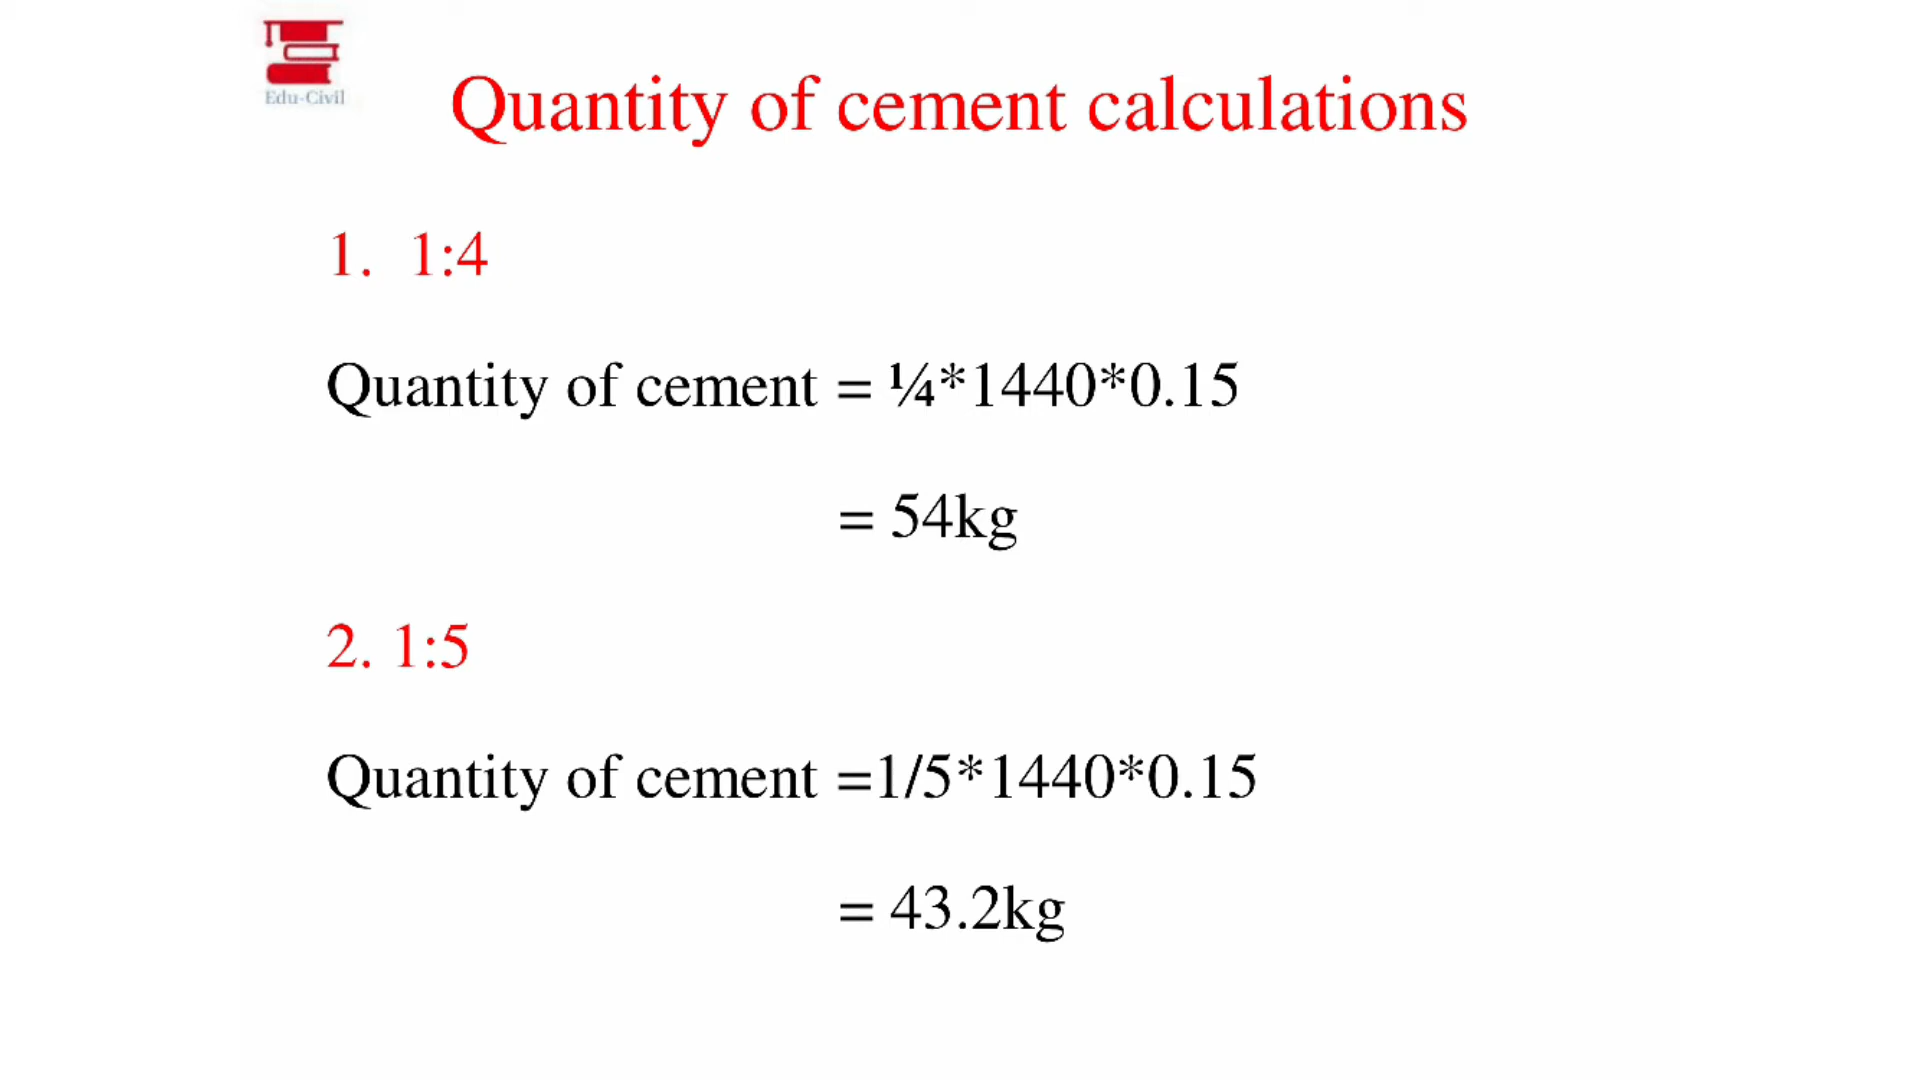 Edu-Civil
Quantity of cement calculations
1. 1:4
Quantity of cement = ¼*1440*0.15
= 54kg
2. 1:5
Quantity of cement =1/5*1440*0.15
= 43.2kg